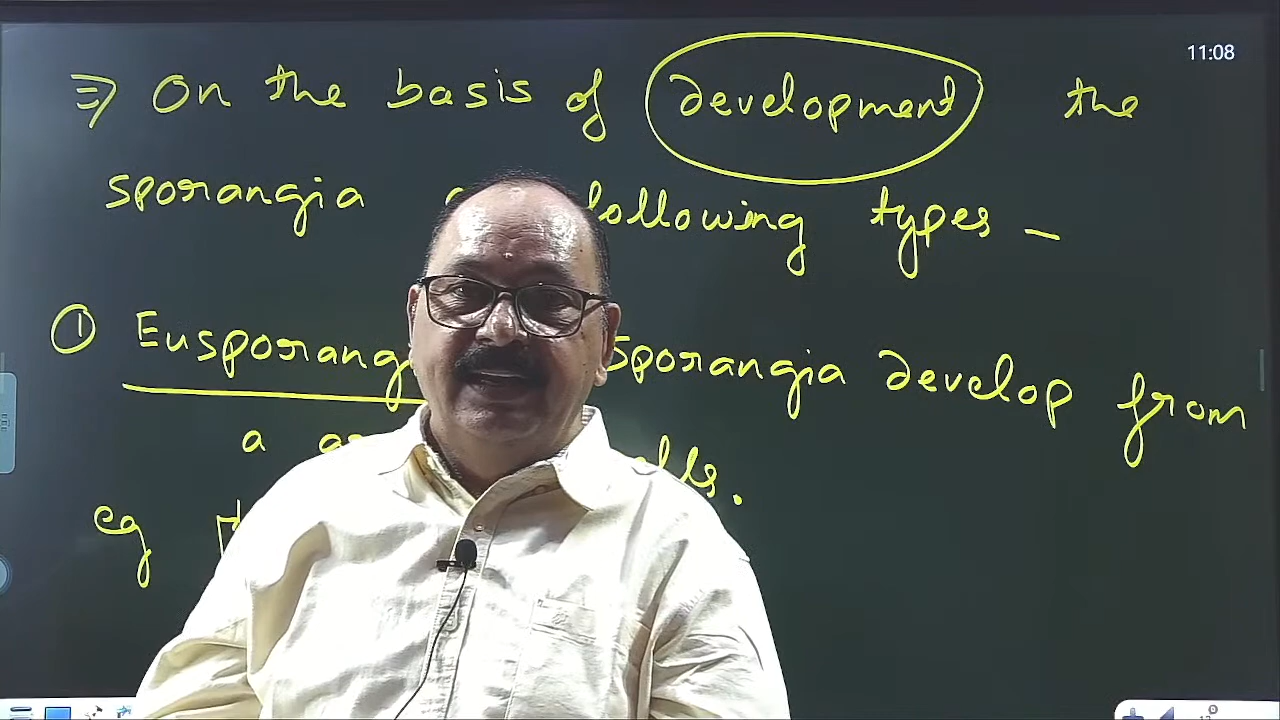 11:08
⇒ On the basis of development the
sporangia following types –
① Eusporang Sporangia develop from
a
eg